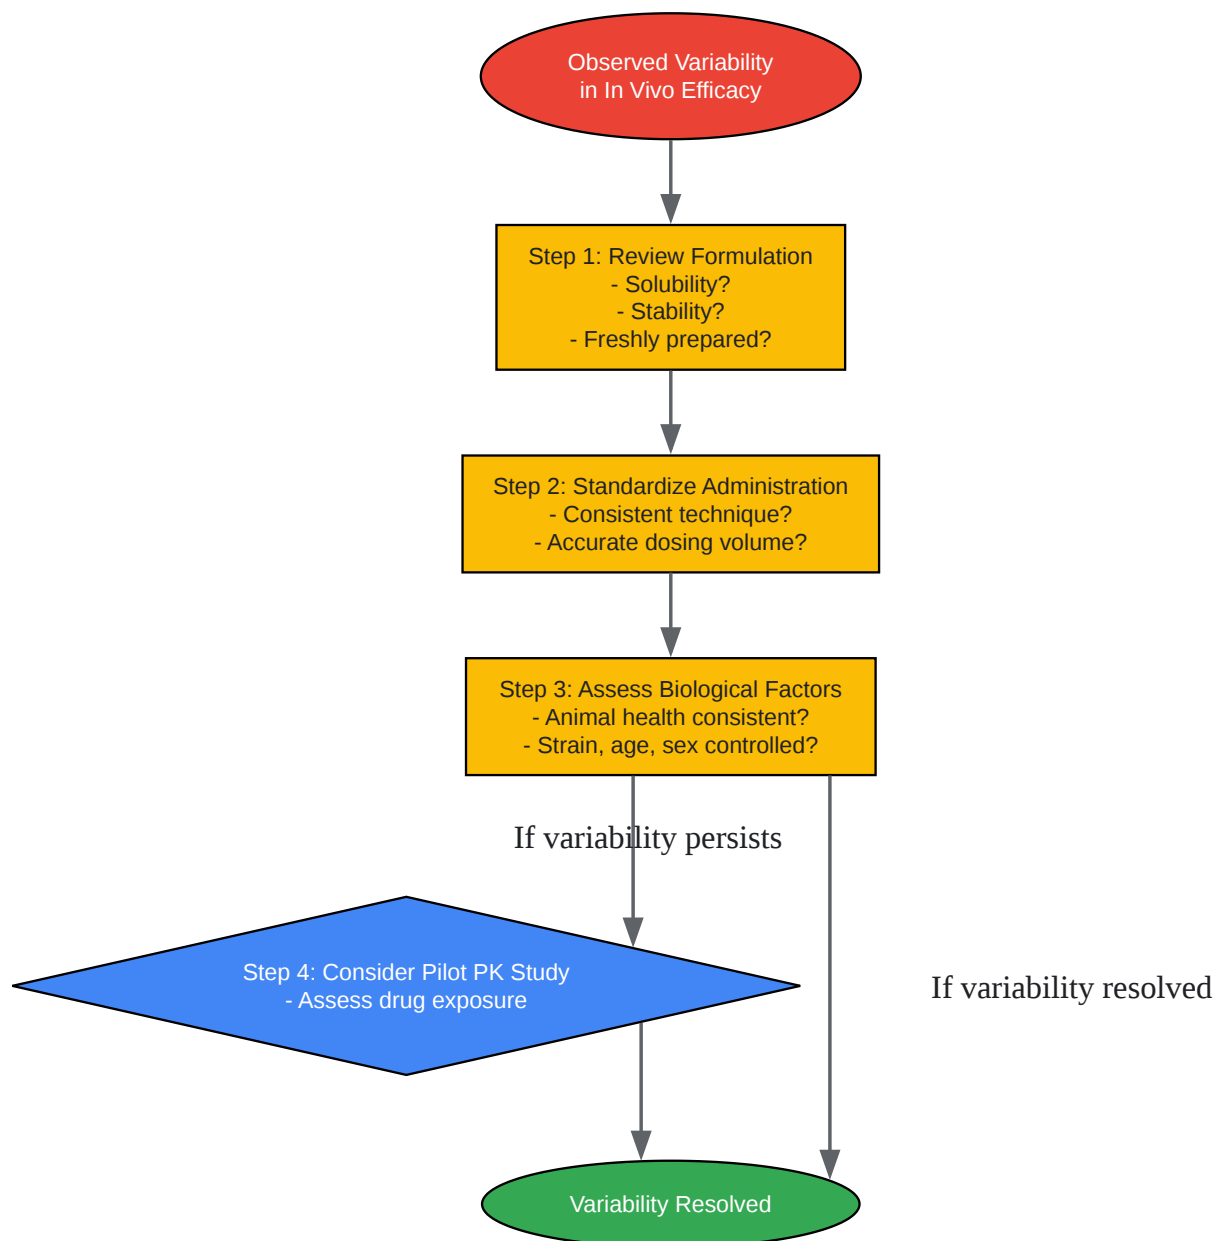 Observed Variability
in In Vivo Efficacy
Step 1: Review Formulation
- Solubility?
- Stability?
- Freshly prepared?
Step 2: Standardize Administration
- Consistent technique?
- Accurate dosing volume?
Step 3: Assess Biological Factors
- Animal health consistent?
- Strain, age, sex controlled?
If variability persists
Step 4: Consider Pilot PK Study
- Assess drug exposure
If variability resolved
Variability Resolved